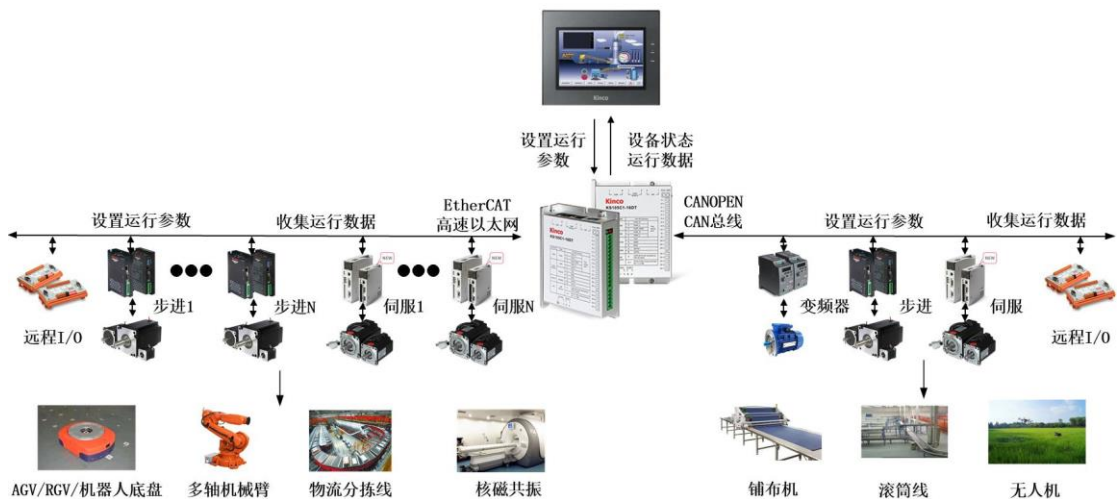 Kinco
设置运行
参数
设备状态
运行数据
Kinco
KS105C1-16DT
Kinco
设置运行参数
收集运行数据
EtherCAT
高速以太网
CANOPEN
CAN总线
设置运行参数
收集运行数据
远程I/O
步进1
步进N
伺服1
伺服N
变频器
步进
伺服
远程I/O
AGV/RGV/机器人底盘
多轴机械臂
物流分拣线
核磁共振
铺布机
滚筒线
无人机